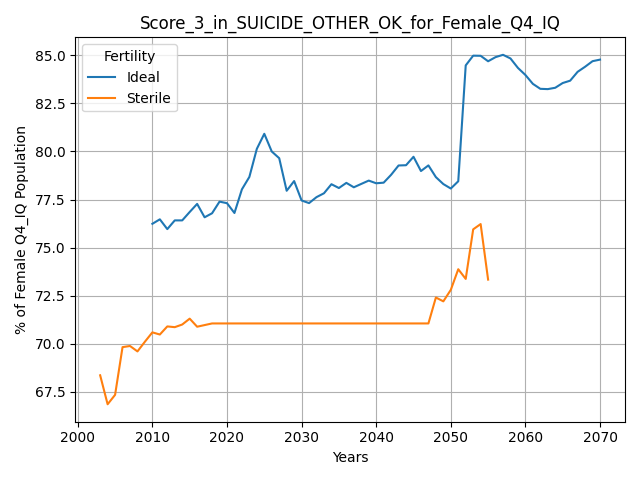 Score_3_in_SUICIDE_OTHER_OK_for_Female_Q4_IQ
Fertility
Ideal
Sterile
% of Female Q4_IQ Population
85.0
82.5
80.0
77.5
75.0
72.5
70.0
67.5
2000 2010 2020 2030 2040 2050 2060 2070
Years